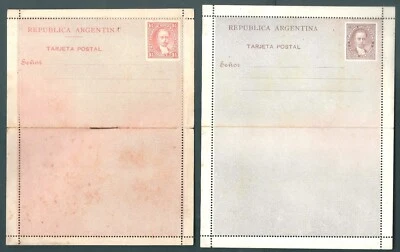 REPUBLICA ARGENTINA
TARJETA POSTAL
Señor
REPUBLICA ARGENTINA
TARJETA POSTAL
Señor